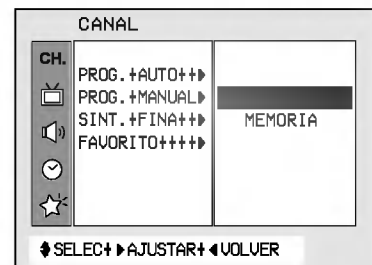 CANAL
CH.
PROG.+AUTO++▶
PROG.+MANUAL▶
SINT.+FINA++▶
FAVORITO++++▶
MEMORIA
♦SELEC+ ▶AJUSTAR+ ◀VOLVER